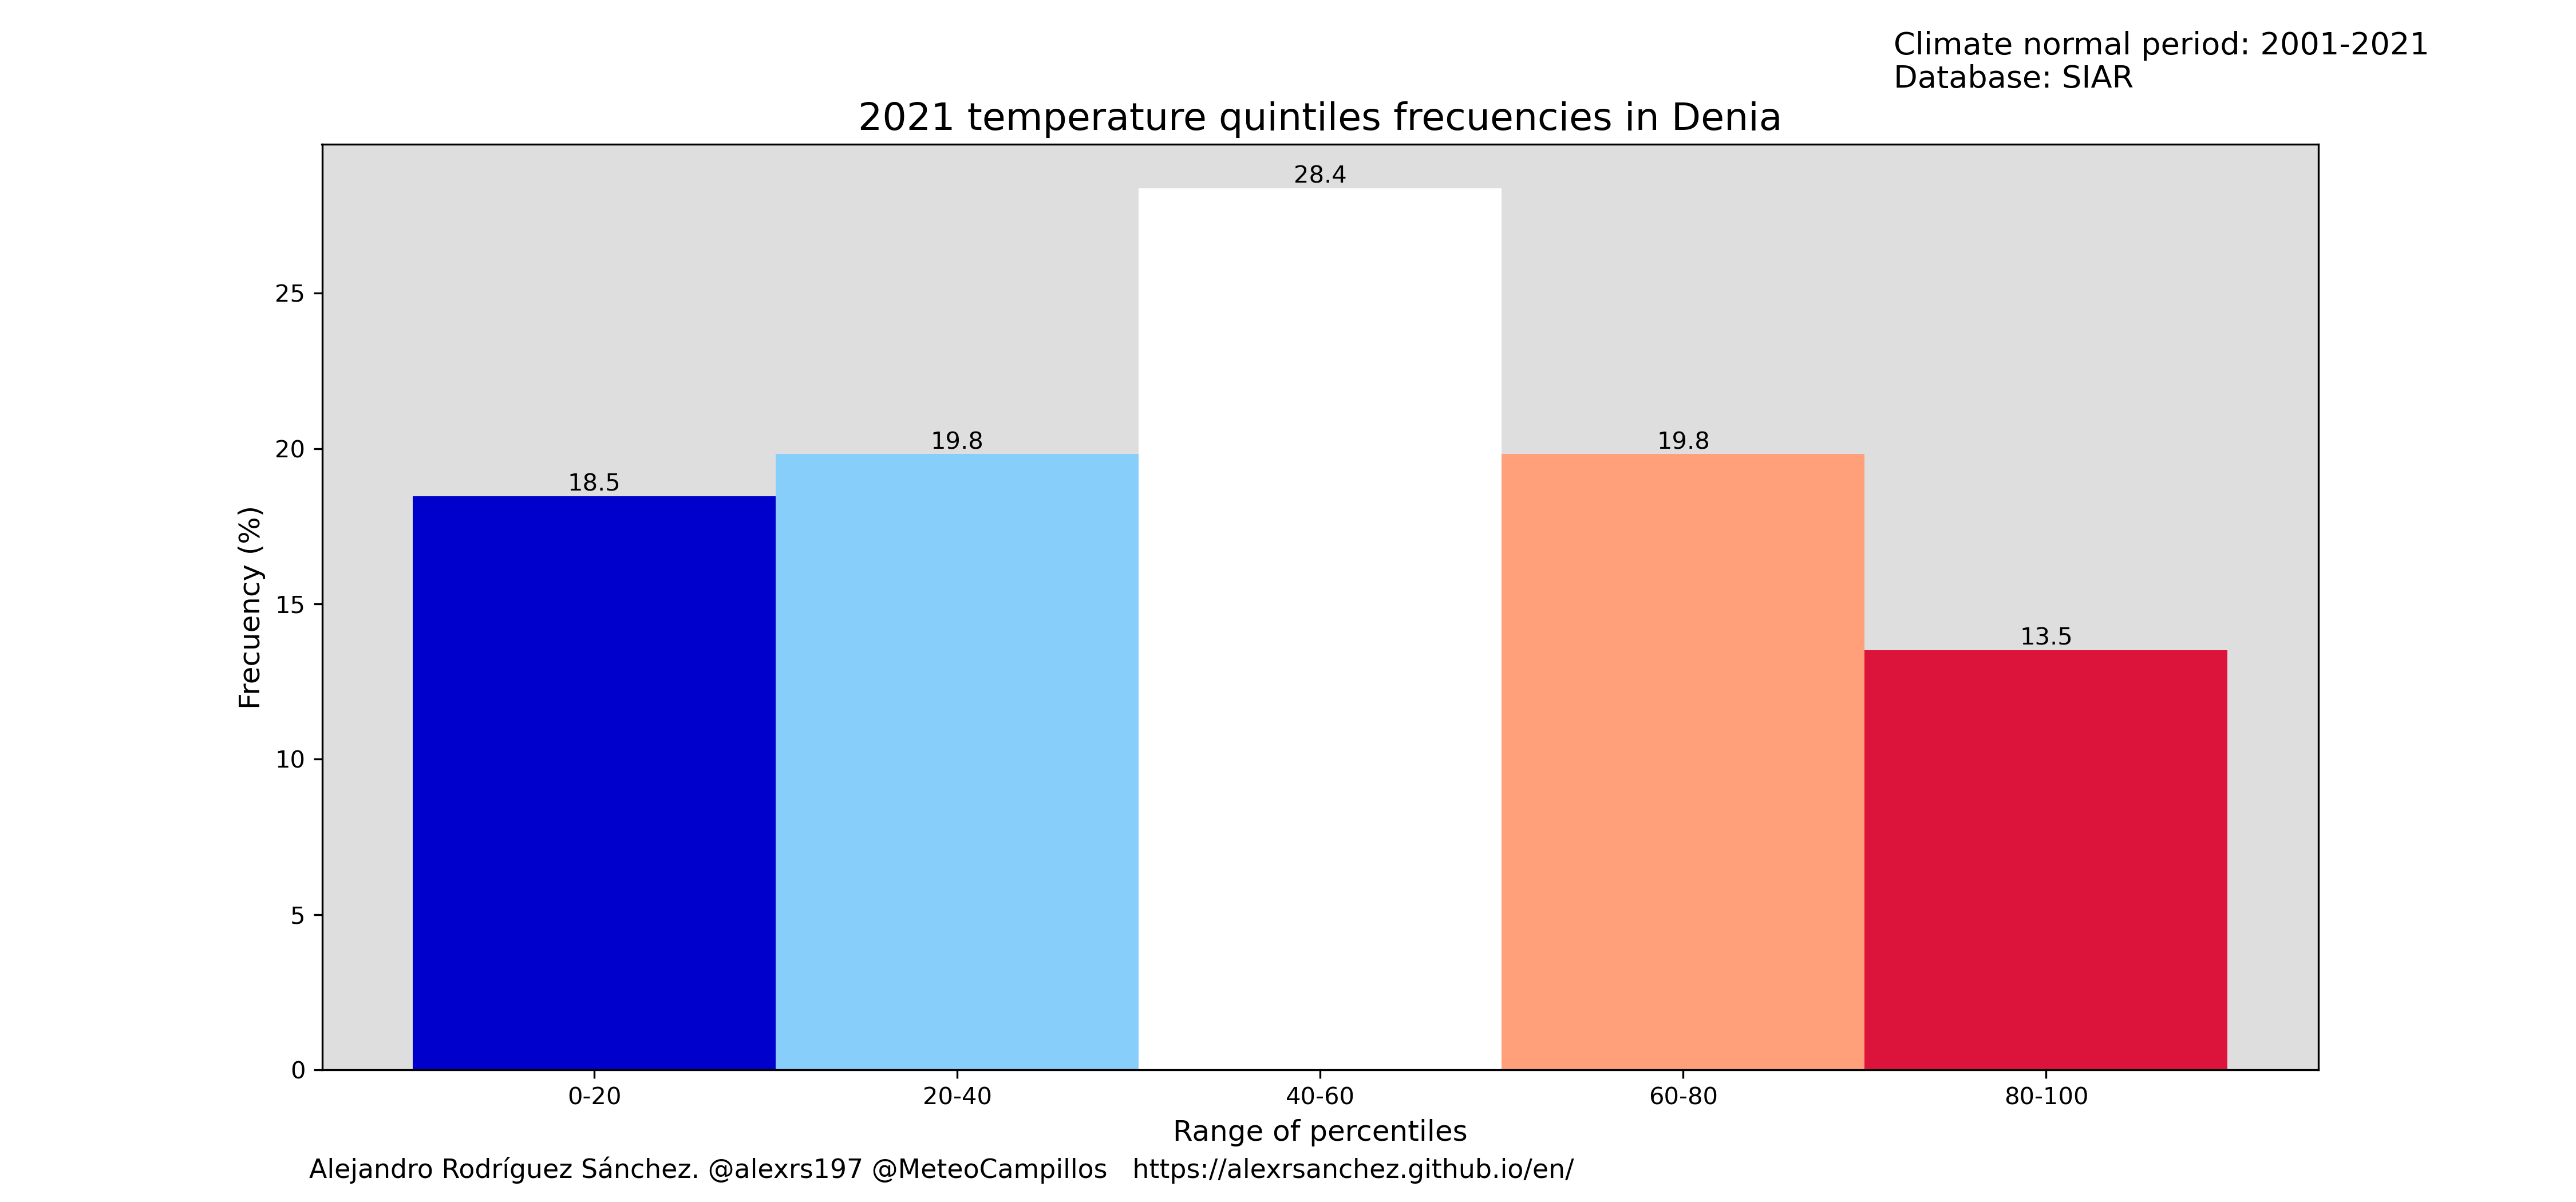 Climate normal period: 2001-2021
Database: SIAR
2021 temperature quintiles frecuencies in Denia
28.4
25
20
19.8
19.8
18.5
15
13.5
10
5
0
Frecuency (%)
0-20 20-40 40-60 60-80 80-100
Range of percentiles
Alejandro Rodríguez Sánchez. @alexrs197 @MeteoCampillos https://alexrsanchez.github.io/en/